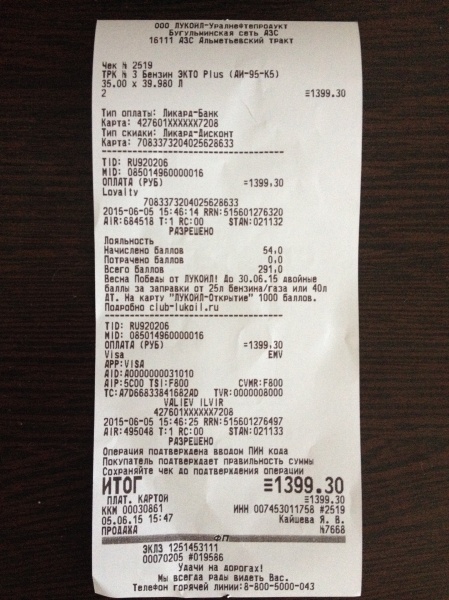 ООО ЛУКОЙЛ-Уралнефтепродукт
Бугульминская сеть АЗС
16111 АЗС Альметьевский тракт
Чек № 2519
ТРК № 3 Бензин ЭКТО Plus (АИ-95-К5)
35.00 x 39.980 Л
2 ≡1399.30
Тип оплаты: Ликард-Банк
Карта: 427601XXXXXX7208
Тип скидки: Ликард-Дисконт
Карта: 7083373204025628633
TID: RU920206
MID: 085014960000016
ОПЛАТА (РУБ) =1399.30
Loyalty
7083373204025628633
2015-06-05 15:46:14 RRN:515601276320
AIR:684518 T:1 RC:00 STAN:021132
РАЗРЕШЕНО
Лояльность
Начислено баллов 54.0
Потрачено баллов 0.0
Всего баллов 291.0
Весна Победы от ЛУКОЙЛ! До 30.06.15 двойные
баллы за заправки от 25л бензина/газа или 40л
ДТ. На карту "ЛУКОЙЛ-Открытие" 1000 баллов.
Подробно club-lukoil.ru
TID: RU920206
MID: 085014960000016
ОПЛАТА (РУБ) =1399.30
Visa EMV
APP:VISA
AID:A0000000031010
AIP:5C00 TSI:F800 CVMR:F800
TC:A7D66833841682AD TVR:0000008000
VALIEV ILVIR
427601XXXXXX7208
2015-06-05 15:46:25 RRN:515601276497
AIR:495048 T:1 RC:00 STAN:021133
РАЗРЕШЕНО
Операция подтверждена вводом ПИН кода
Покупатель подтверждает правильность суммы
Сохраняйте чек до подтверждения операции
ИТОГ ≡1399.30
ПЛАТ. КАРТОЙ ≡1399.30
ККМ 00030861 ИНН 007453011758 #2519
05.06.15 15:47 Кайшева Я. В.
ПРОДАЖА №7668
ФП
ЭКЛЗ 1251453111
00070205 #019586
Удачи на дорогах!
Мы всегда рады видеть Вас.
Телефон горячей линии:8-800-5000-043